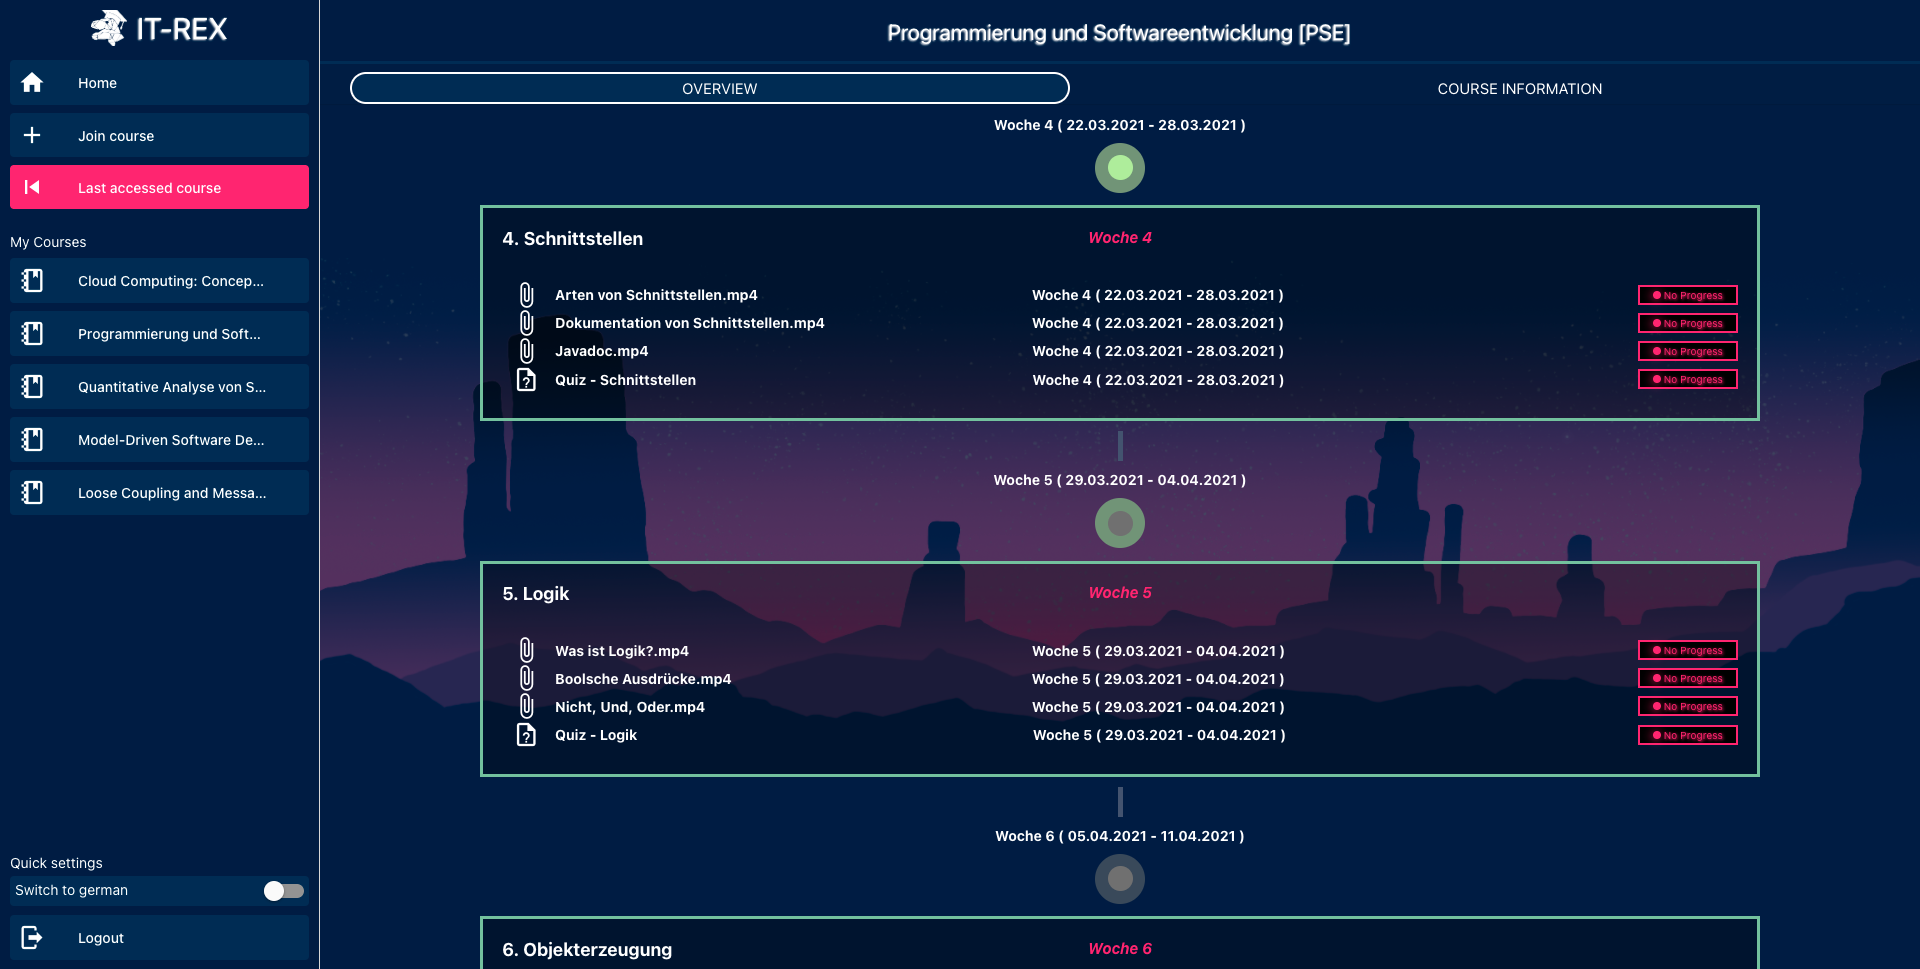 IT-REX
Home
Join course
Last accessed course
My Courses
Cloud Computing: Concep...
Programmierung und Soft...
Quantitative Analyse von S...
Model-Driven Software De...
Loose Coupling and Messa...
Quick settings
Switch to german
Logout
Programmierung und Softwareentwicklung [PSE]
OVERVIEW
COURSE INFORMATION
Woche 4 ( 22.03.2021 - 28.03.2021 )
4. Schnittstellen Woche 4
Arten von Schnittstellen.mp4 Woche 4 ( 22.03.2021 - 28.03.2021 ) No Progress
Dokumentation von Schnittstellen.mp4 Woche 4 ( 22.03.2021 - 28.03.2021 ) No Progress
Javadoc.mp4 Woche 4 ( 22.03.2021 - 28.03.2021 ) No Progress
Quiz - Schnittstellen Woche 4 ( 22.03.2021 - 28.03.2021 ) No Progress
Woche 5 ( 29.03.2021 - 04.04.2021 )
5. Logik Woche 5
Was ist Logik?.mp4 Woche 5 ( 29.03.2021 - 04.04.2021 ) No Progress
Boolsche Ausdrücke.mp4 Woche 5 ( 29.03.2021 - 04.04.2021 ) No Progress
Nicht, Und, Oder.mp4 Woche 5 ( 29.03.2021 - 04.04.2021 ) No Progress
Quiz - Logik Woche 5 ( 29.03.2021 - 04.04.2021 ) No Progress
Woche 6 ( 05.04.2021 - 11.04.2021 )
6. Objekterzeugung Woche 6